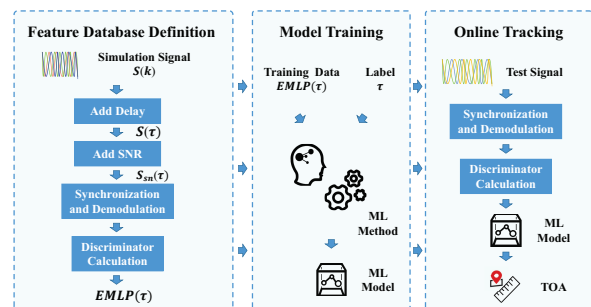 Feature Database Definition
Simulation Signal
S(k)
Add Delay
S(τ)
Add SNR
S_sn(τ)
Synchronization
and Demodulation
Discriminator
Calculation
EMLP(τ)
Model Training
Training Data
EMLP(τ)
Label
τ
ML
Method
ML
Model
Online Tracking
Test Signal
Synchronization
and Demodulation
Discriminator
Calculation
ML
Model
TOA